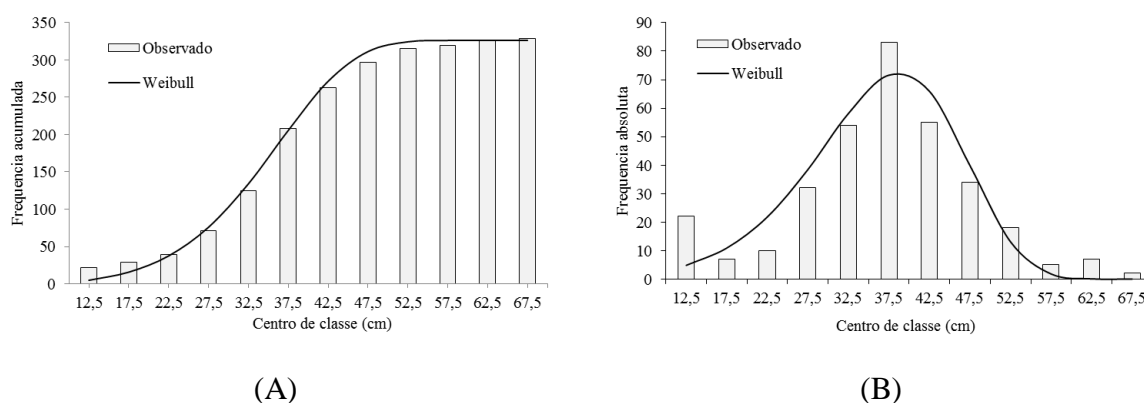 350
300
250
200
150
100
50
0
Frequencia acumulada
Observado
Weibull
12,5 17,5 22,5 27,5 32,5 37,5 42,5 47,5 52,5 57,5 62,5 67,5
Centro de classe (cm)
(A)
90
80
70
60
50
40
30
20
10
0
Frequencia absoluta
Observado
Weibull
12,5 17,5 22,5 27,5 32,5 37,5 42,5 47,5 52,5 57,5 62,5 67,5
Centro de classe (cm)
(B)